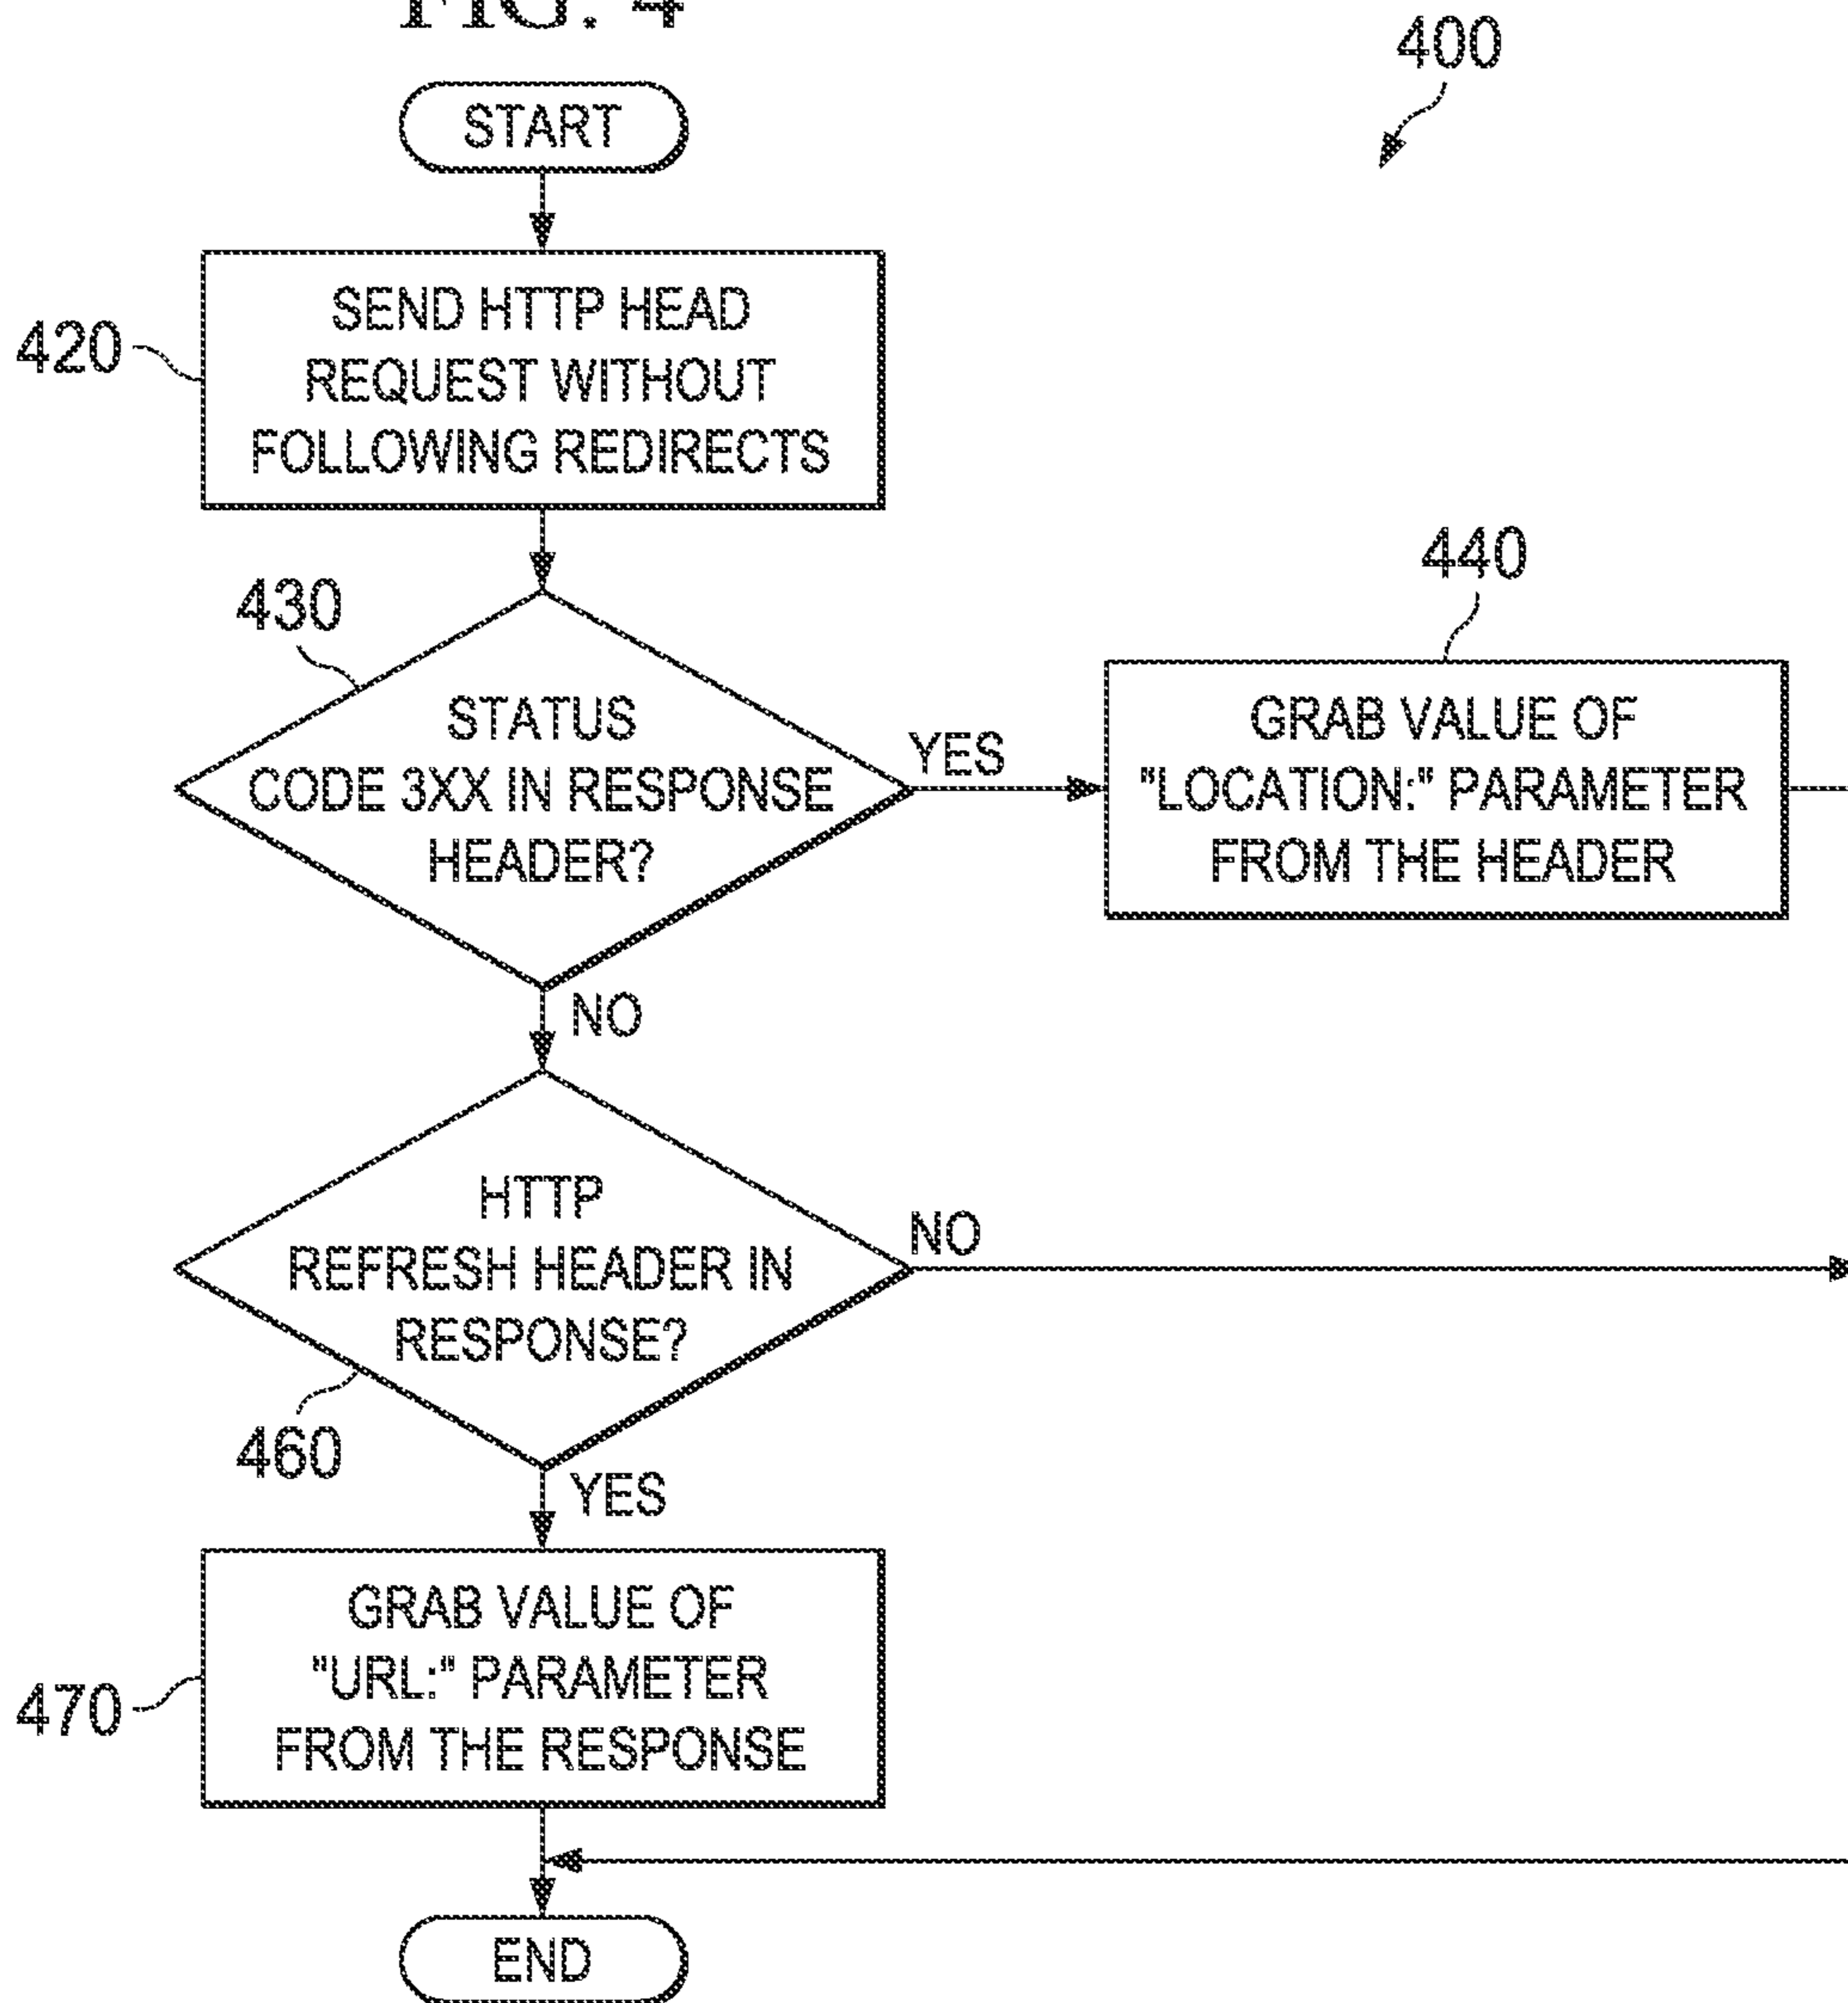 FIG. 4
400
START
420
SEND HTTP HEAD
REQUEST WITHOUT
FOLLOWING REDIRECTS
430
STATUS
CODE 3XX IN RESPONSE
HEADER?
YES
440
GRAB VALUE OF
"LOCATION:" PARAMETER
FROM THE HEADER
NO
HTTP
REFRESH HEADER IN
RESPONSE?
NO
460
YES
470
GRAB VALUE OF
"URL:" PARAMETER
FROM THE RESPONSE
END